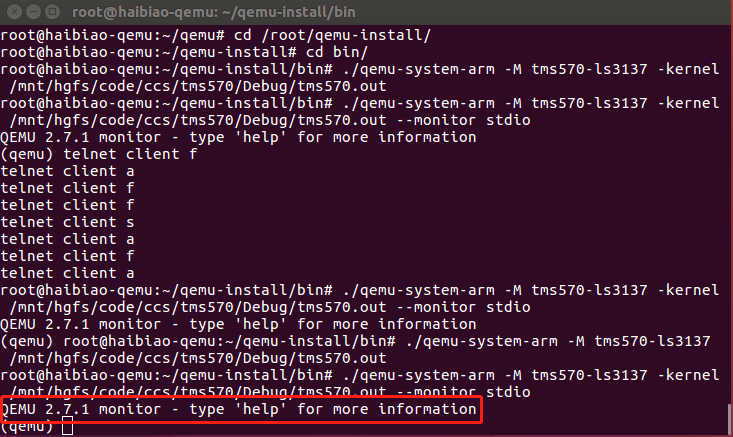 root@haibiao-qemu: ~/qemu-install/bin
root@haibiao-qemu:~/qemu# cd /root/qemu-install/
root@haibiao-qemu:~/qemu-install# cd bin/
root@haibiao-qemu:~/qemu-install/bin# ./qemu-system-arm -M tms570-ls3137 -kernel
/mnt/hgfs/code/ccs/tms570/Debug/tms570.out
root@haibiao-qemu:~/qemu-install/bin# ./qemu-system-arm -M tms570-ls3137 -kernel
/mnt/hgfs/code/ccs/tms570/Debug/tms570.out --monitor stdio
QEMU 2.7.1 monitor - type 'help' for more information
(qemu) telnet client f
telnet client a
telnet client f
telnet client f
telnet client s
telnet client a
telnet client f
telnet client a
root@haibiao-qemu:~/qemu-install/bin# ./qemu-system-arm -M tms570-ls3137 -kernel
/mnt/hgfs/code/ccs/tms570/Debug/tms570.out --monitor stdio
QEMU 2.7.1 monitor - type 'help' for more information
(qemu) root@haibiao-qemu:~/qemu-install/bin# ./qemu-system-arm -M tms570-ls3137
/mnt/hgfs/code/ccs/tms570/Debug/tms570.out
root@haibiao-qemu:~/qemu-install/bin# ./qemu-system-arm -M tms570-ls3137 -kernel
/mnt/hgfs/code/ccs/tms570/Debug/tms570.out --monitor stdio
QEMU 2.7.1 monitor - type 'help' for more information
(qemu)